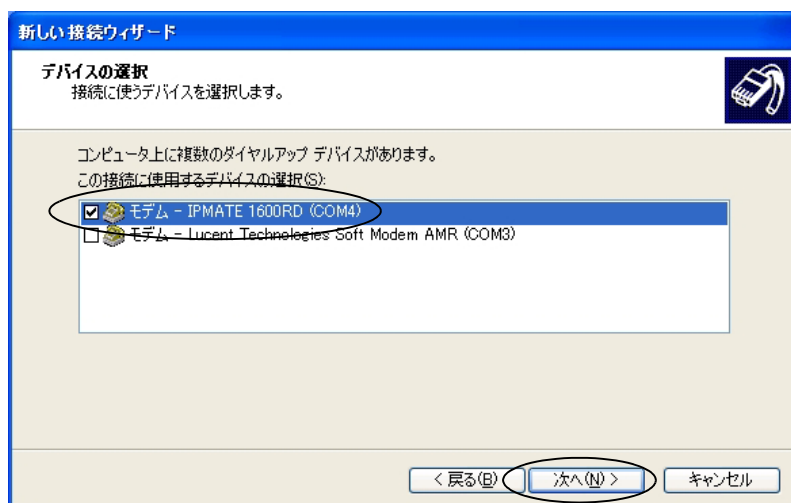 新しい接続ウィザード
デバイスの選択
接続に使うデバイスを選択します。
コンピュータ上に複数のダイヤルアップ デバイスがあります。
この接続に使用するデバイスの選択(S):
モデム - IPMATE 1600RD (COM4)
モデム - Lucent Technologies Soft Modem AMR (COM3)
< 戻る(B) 次へ(N) > キャンセル